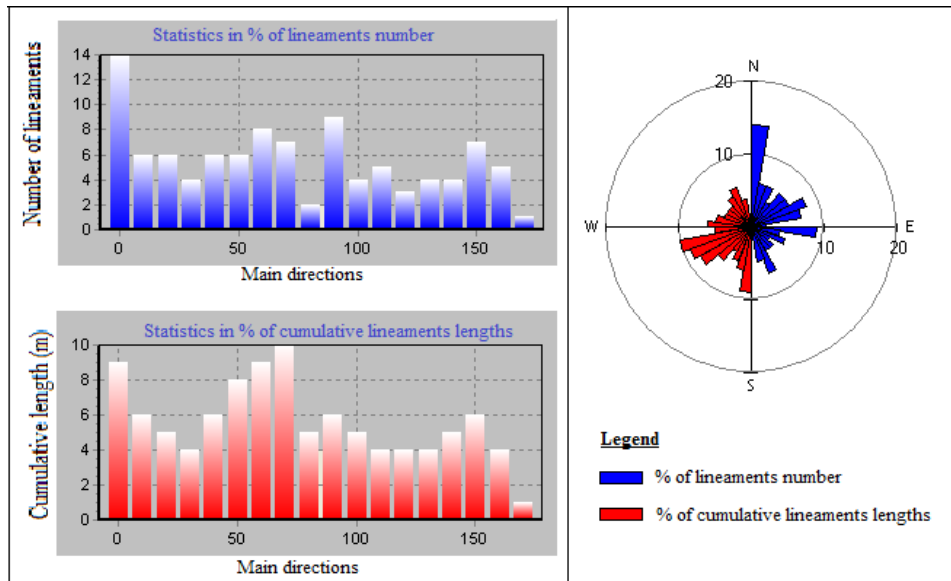 Statistics in % of lineaments number
Number of lineaments
14
12
10
8
6
4
2
0
0 50 100 150
Main directions
Statistics in % of cumulative lineaments lengths
Cumulative length (m)
10
8
6
4
2
0
0 50 100 150
Main directions
N
20
10
W E
10 20
S
Legend
% of lineaments number
% of cumulative lineaments lengths